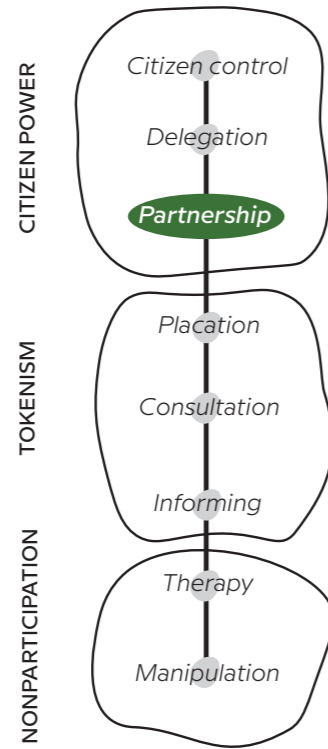 CITIZEN POWER
Citizen control
Delegation
Partnership
TOKENISM
Placation
Consultation
Informing
NONPARTICIPATION
Therapy
Manipulation